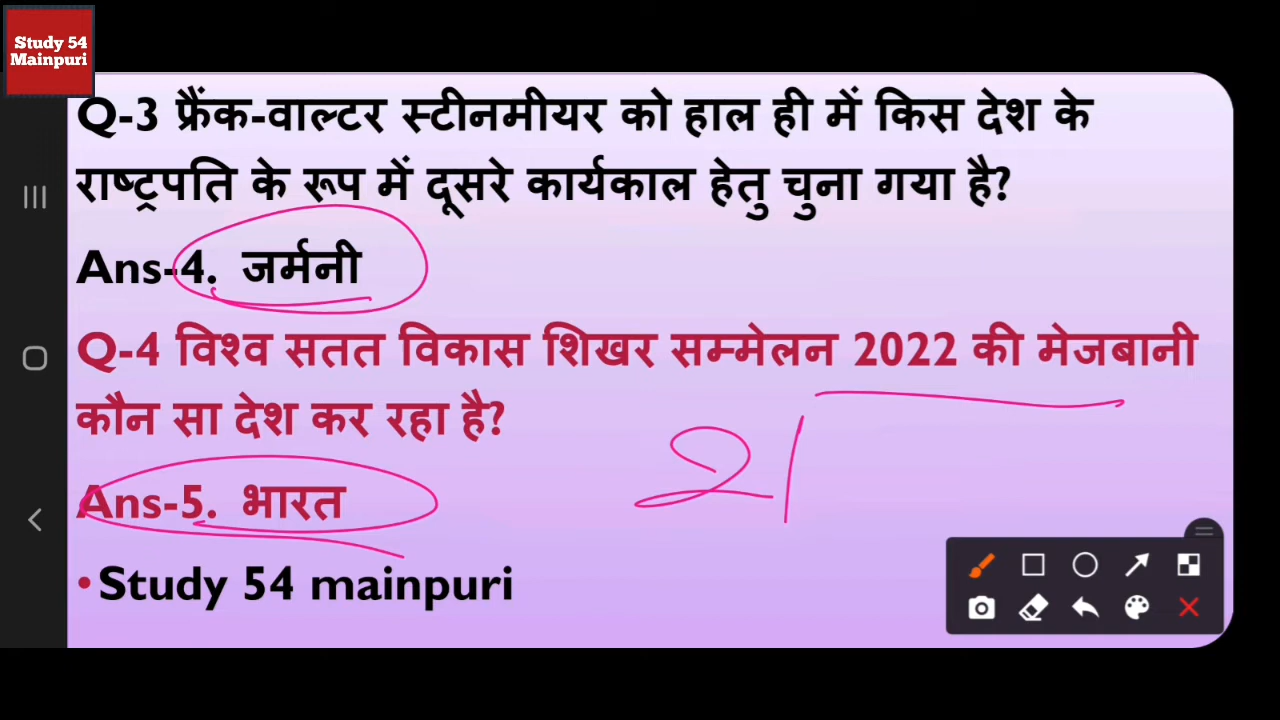 Study 54
Mainpuri
Q-3 फ्रैंक-वाल्टर स्टीनमीयर को हाल ही में किस देश के
राष्ट्रपति के रूप में दूसरे कार्यकाल हेतु चुना गया है?
Ans-4. जर्मनी
Q-4 विश्व सतत विकास शिखर सम्मेलन 2022 की मेजबानी
कौन सा देश कर रहा है?
21
Ans-5. भारत
•Study 54 mainpuri